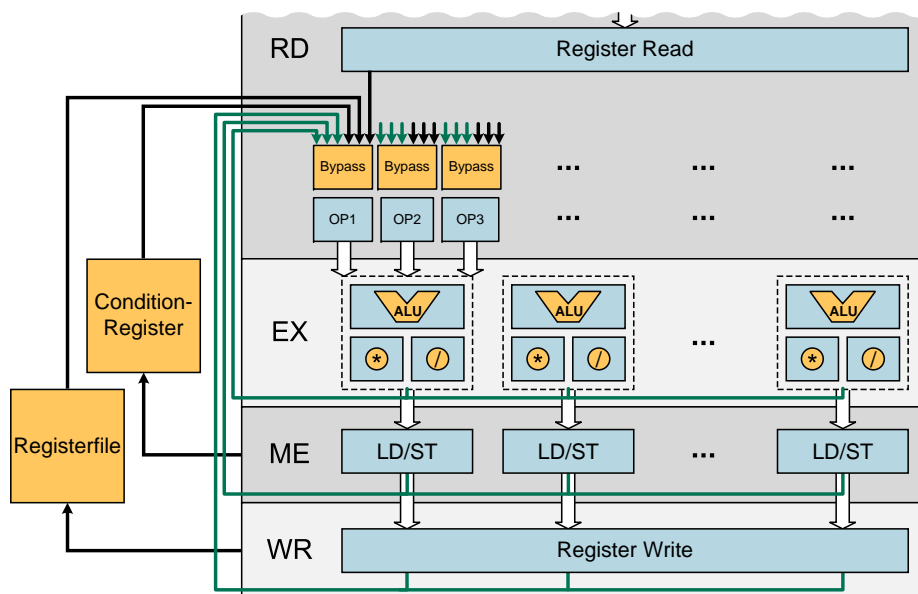 RD
Register Read
Bypass
Bypass
Bypass
...
...
...
OP1
OP2
OP3
...
...
...
Condition-
Register
EX
ALU
ALU
ALU
...
*
/
*
/
*
/
Registerfile
ME
LD/ST
LD/ST
...
LD/ST
WR
Register Write